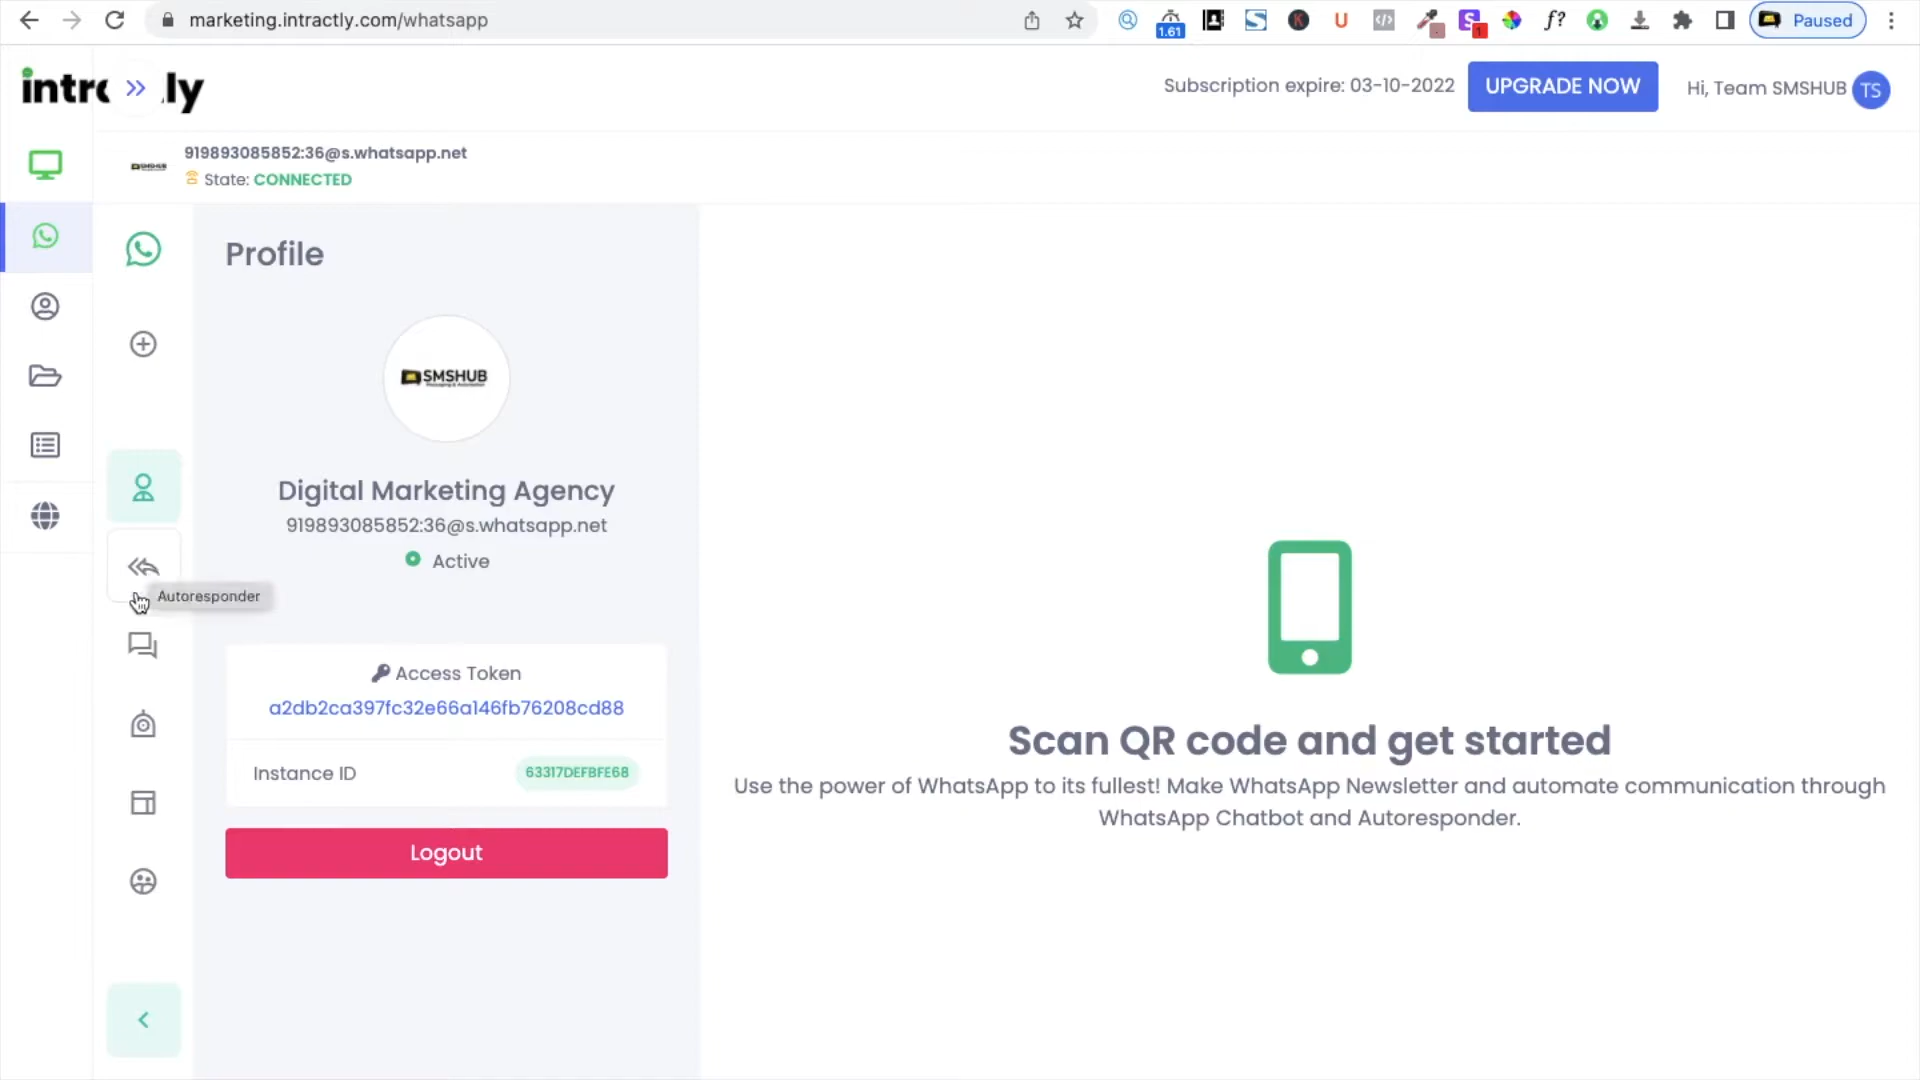 marketing.intractly.com/whatsapp
1.61
U
</>
S
1
f?
Paused
intr
ly
Subscription expire: 03-10-2022
UPGRADE NOW
Hi, Team SMSHUB
TS
919893085852:36@s.whatsapp.net
State: CONNECTED
Profile
SMSHUB
Digital Marketing Agency
919893085852:36@s.whatsapp.net
Active
Autoresponder
Access Token
a2db2ca397fc32e66a146fb76208cd88
Instance ID
63317DEFBFE68
Logout
Scan QR code and get started
Use the power of WhatsApp to its fullest! Make WhatsApp Newsletter and automate communication through
WhatsApp Chatbot and Autoresponder.